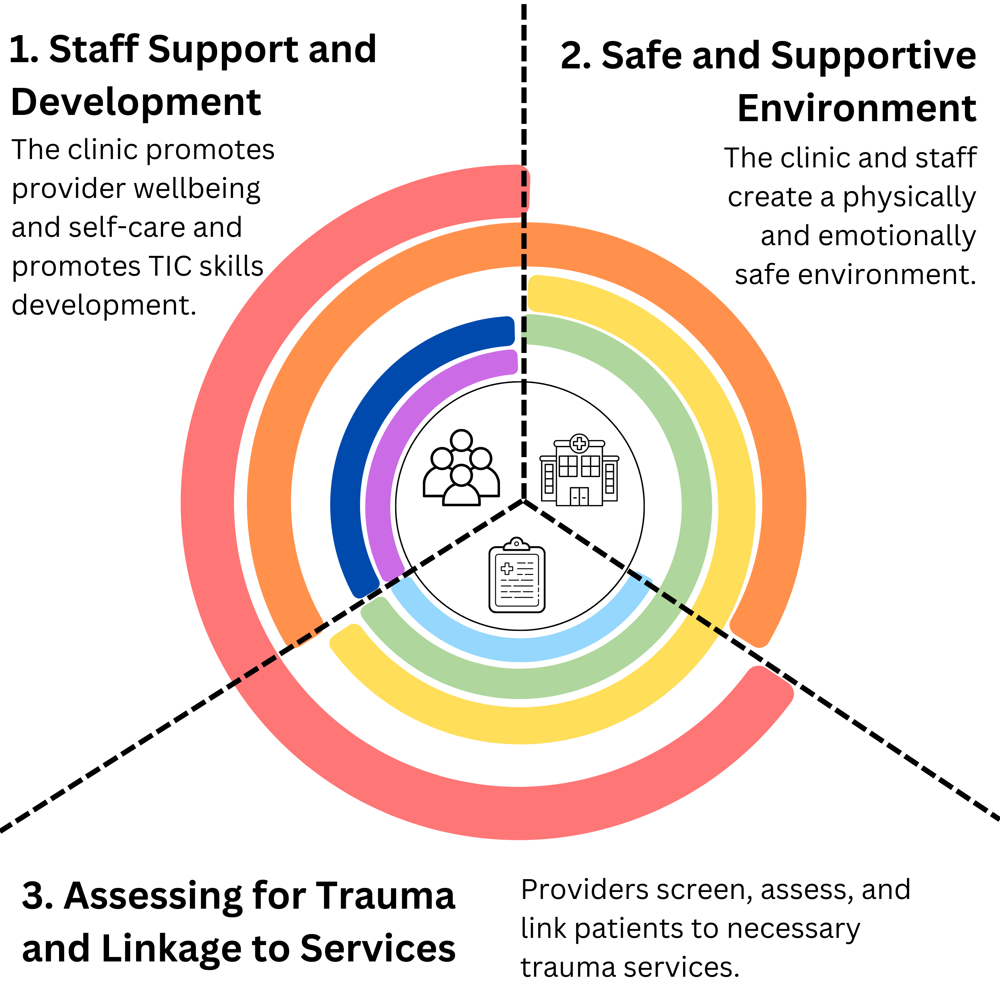 1. Staff Support and
Development
The clinic promotes
provider wellbeing
and self-care and
promotes TIC skills
development.
2. Safe and Supportive
Environment
The clinic and staff
create a physically
and emotionally
safe environment.
3. Assessing for Trauma
and Linkage to Services
Providers screen, assess, and
link patients to necessary
trauma services.